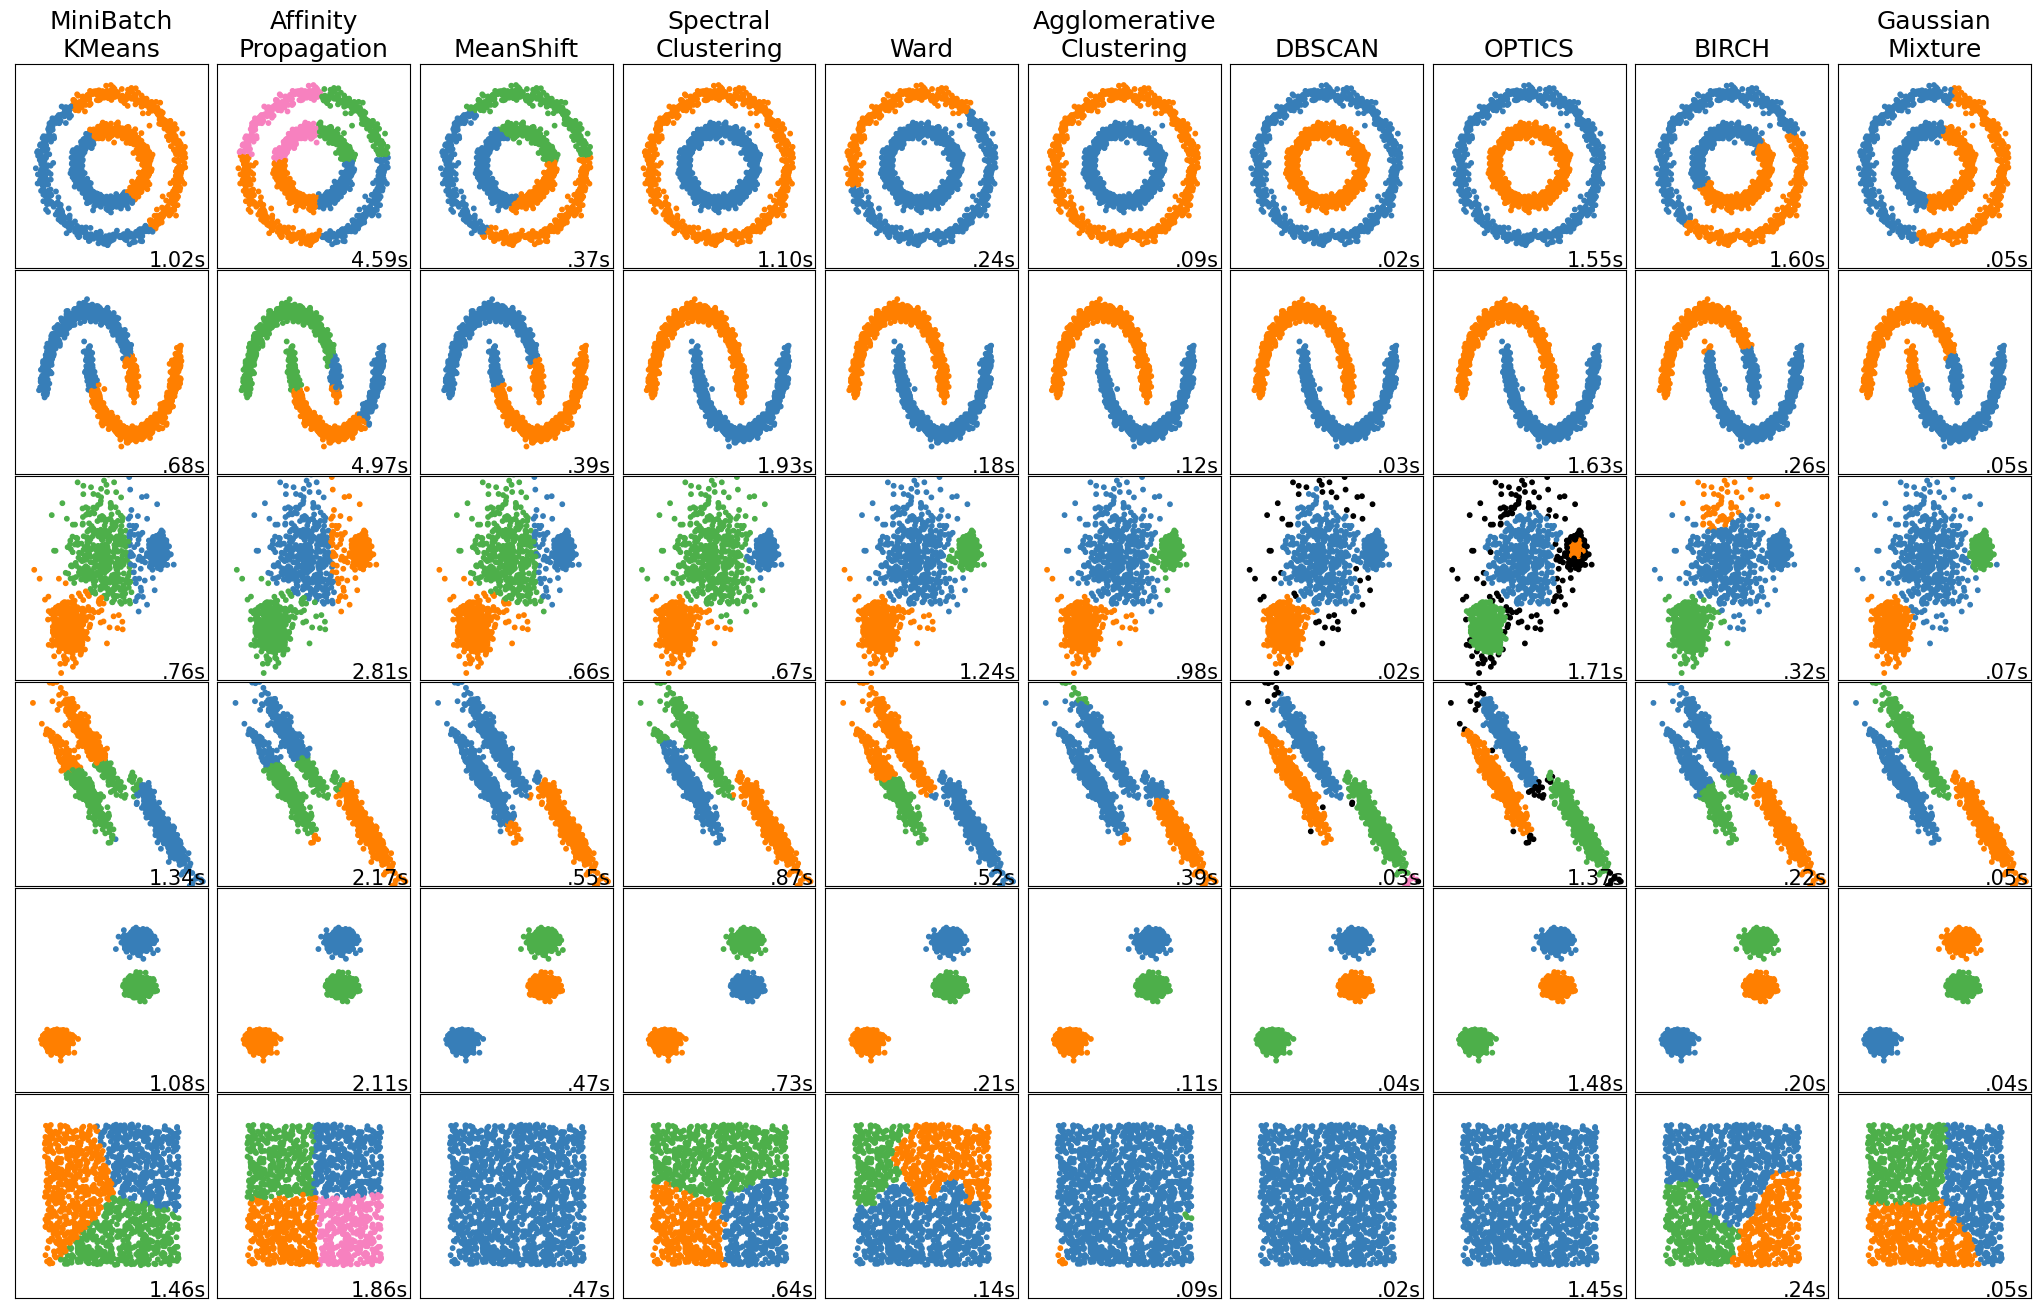 MiniBatch
KMeans
Affinity
Propagation
MeanShift
Spectral
Clustering
Ward
Agglomerative
Clustering
DBSCAN
OPTICS
BIRCH
Gaussian
Mixture
1.02s
4.59s
.37s
1.10s
.24s
.09s
.02s
1.55s
1.60s
.05s
.68s
4.97s
.39s
1.93s
.18s
.12s
.03s
1.63s
.26s
.05s
.76s
2.81s
.66s
.67s
1.24s
.98s
.02s
1.71s
.32s
.07s
1.34s
2.17s
.55s
.87s
.52s
.39s
.03s
1.37s
.22s
.05s
1.08s
2.11s
.47s
.73s
.21s
.11s
.04s
1.48s
.20s
.04s
1.46s
1.86s
.47s
.64s
.14s
.09s
.02s
1.45s
.24s
.05s